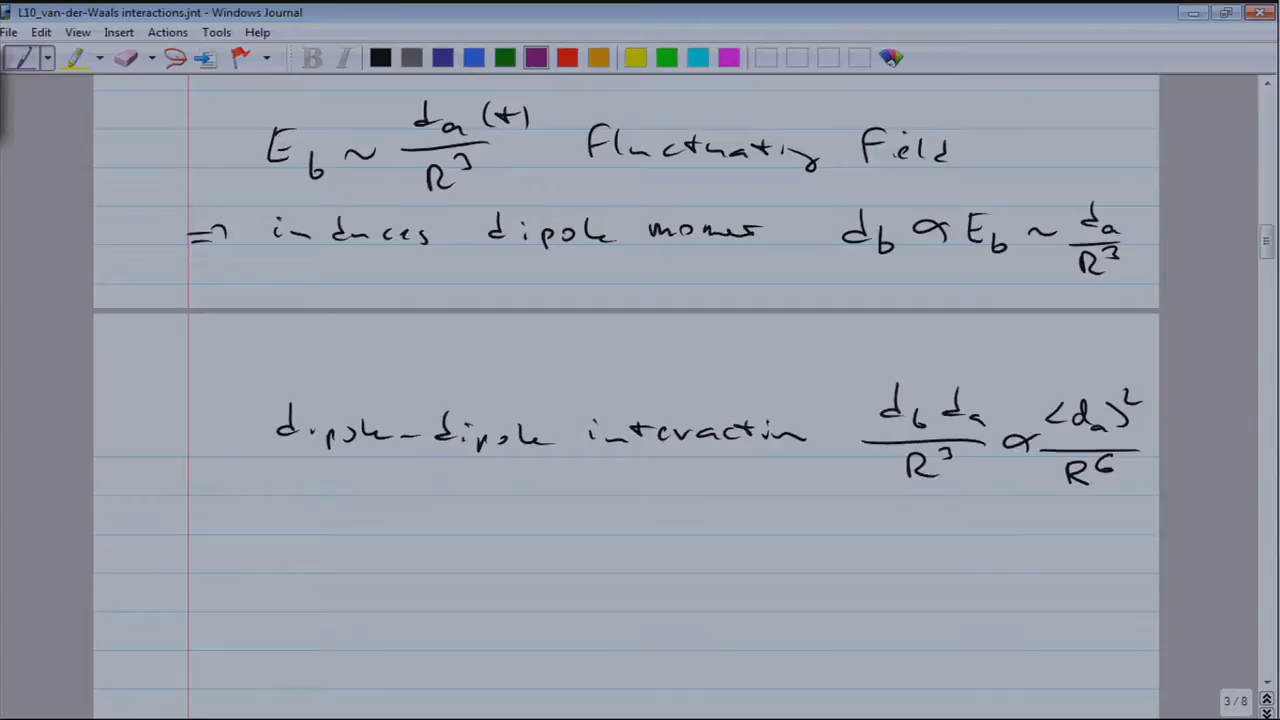 L10_van-der-Waals interactions.jnt - Windows Journal
File Edit View Insert Actions Tools Help
B I
E_b ~ d_a(t)/R^3 Fluctuating Field
⇒ induces dipole moment d_b ∝ E_b ~ d_a/R^3
dipole-dipole interaction d_b d_a/R^3 ∝ <d_a>^2/R^6
3 / 8